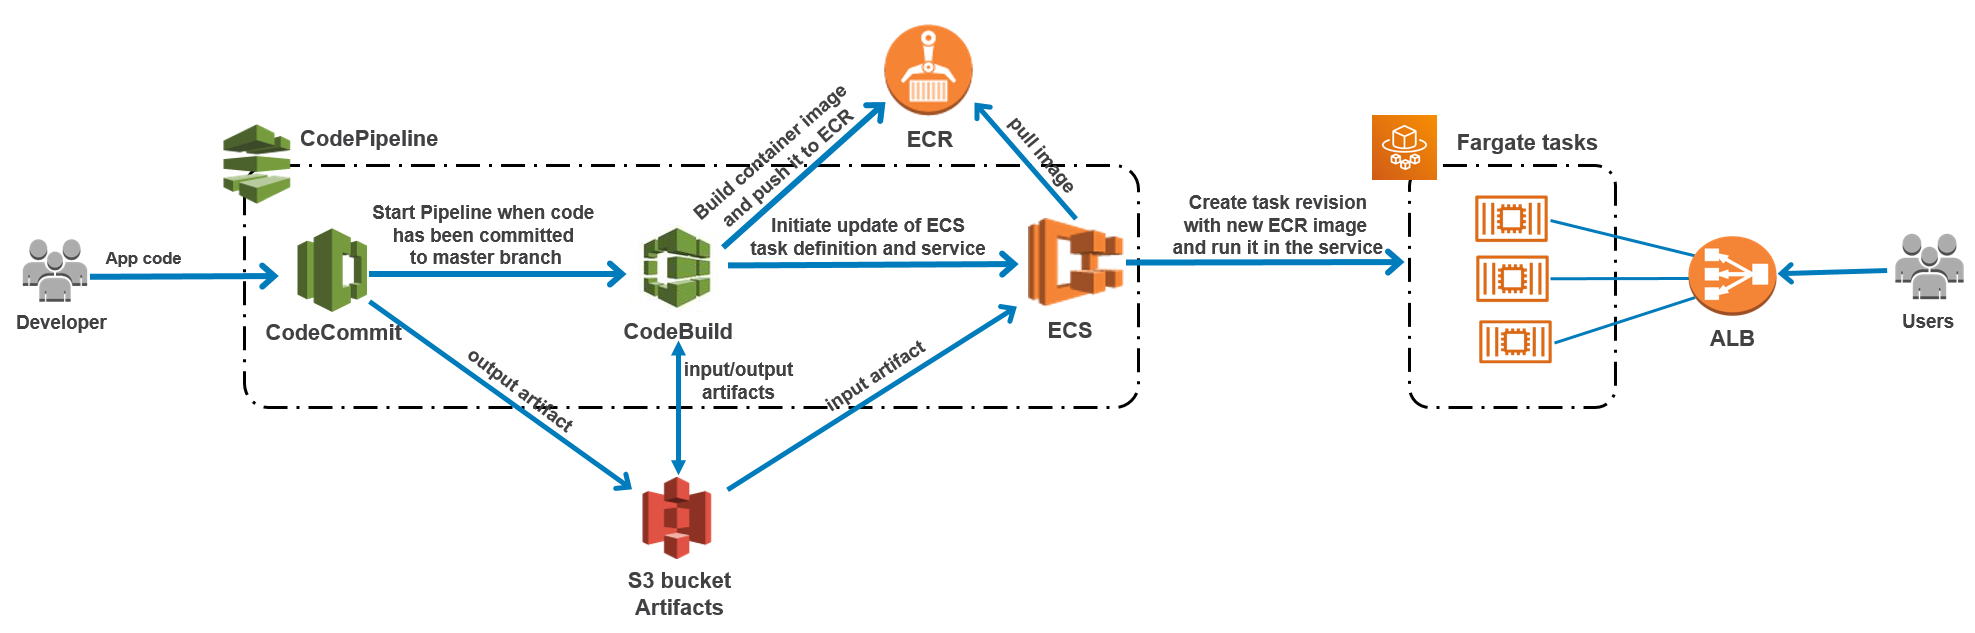 CodePipeline
ECR
Build container image
and push it to ECR
pull image
Fargate tasks
Start Pipeline when code
has been committed
to master branch
Initiate update of ECS
task definition and service
Create task revision
with new ECR image
and run it in the service
App code
Developer
CodeCommit
CodeBuild
ECS
ALB
Users
output artifact
input/output
artifacts
input artifact
S3 bucket
Artifacts